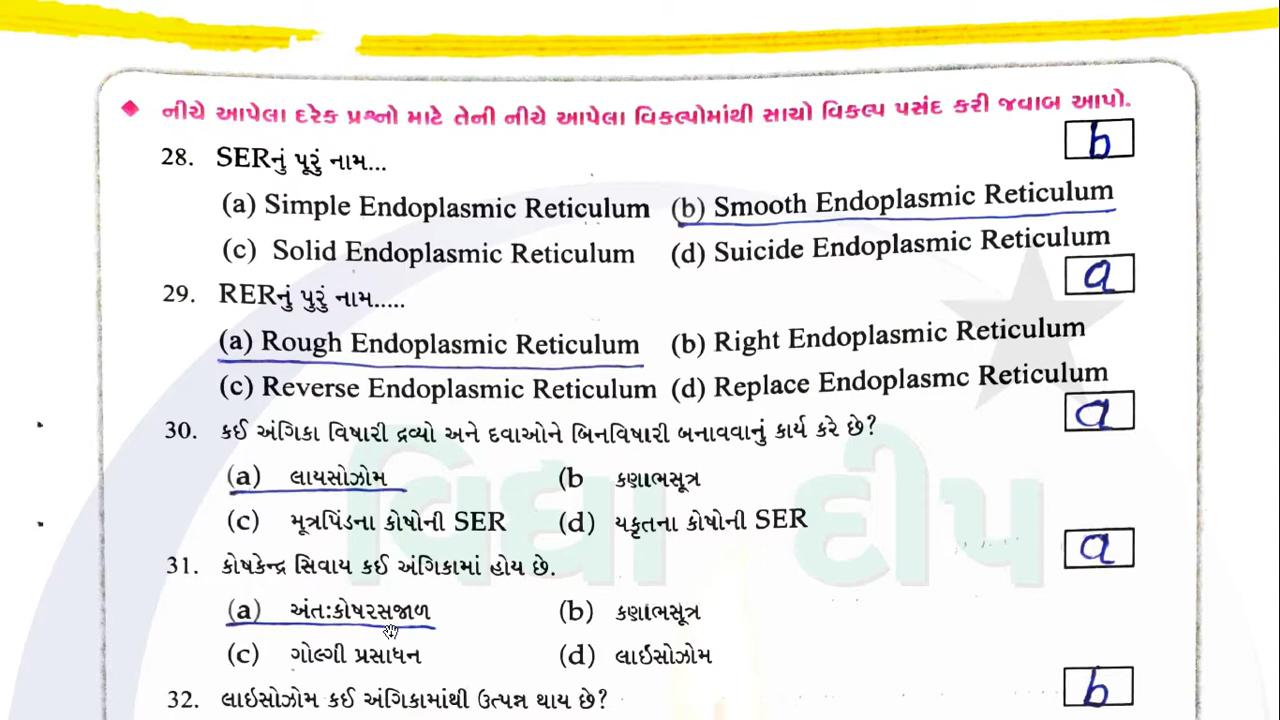 નીચે આપેલા દરેક પ્રશ્નો માટે તેની નીચે આપેલા વિકલ્પોમાંથી સાચો વિકલ્પ પસંદ કરી જવાબ આપો.
28. SERનું પૂરું નામ... b
(a) Simple Endoplasmic Reticulum (b) Smooth Endoplasmic Reticulum
(c) Solid Endoplasmic Reticulum (d) Suicide Endoplasmic Reticulum
29. RERનું પુરું નામ..... a
(a) Rough Endoplasmic Reticulum (b) Right Endoplasmic Reticulum
(c) Reverse Endoplasmic Reticulum (d) Replace Endoplasmc Reticulum
30. કઈ અંગિકા વિષારી દ્રવ્યો અને દવાઓને બિનવિષારી બનાવવાનું કાર્ય કરે છે? a
(a) લાયસોઝોમ (b કણાભસૂત્ર
(c) મૂત્રપિંડના કોષોની SER (d) યકૃતના કોષોની SER
31. કોષકેન્દ્ર સિવાય કઈ અંગિકામાં હોય છે. a
(a) અંતઃકોષરસજાળ (b) કણાભસૂત્ર
(c) ગોલ્ગી પ્રસાધન (d) લાઇસોઝોમ
32. લાઇસોઝોમ કઈ અંગિકામાંથી ઉત્પન્ન થાય છે? b
વિદ્યા દીપ